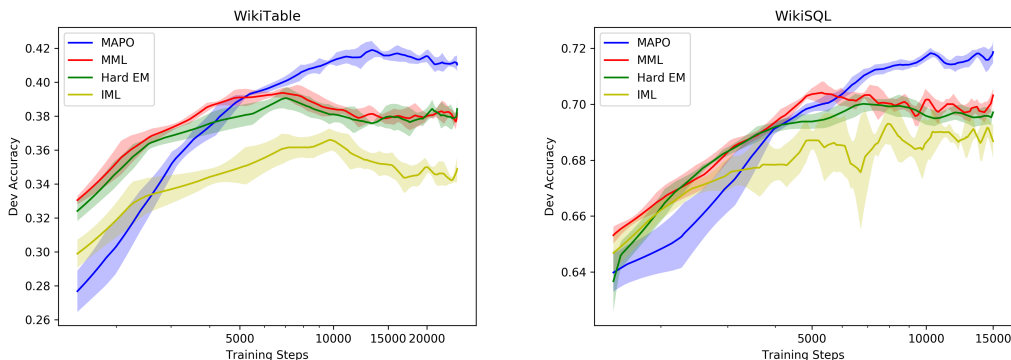 WikiTable
Dev Accuracy
0.42
0.40
0.38
0.36
0.34
0.32
0.30
0.28
0.26
MAPO
MML
Hard EM
IML
5000
10000
15000
20000
Training Steps
WikiSQL
Dev Accuracy
0.72
0.70
0.68
0.66
0.64
MAPO
MML
Hard EM
IML
5000
10000
15000
Training Steps